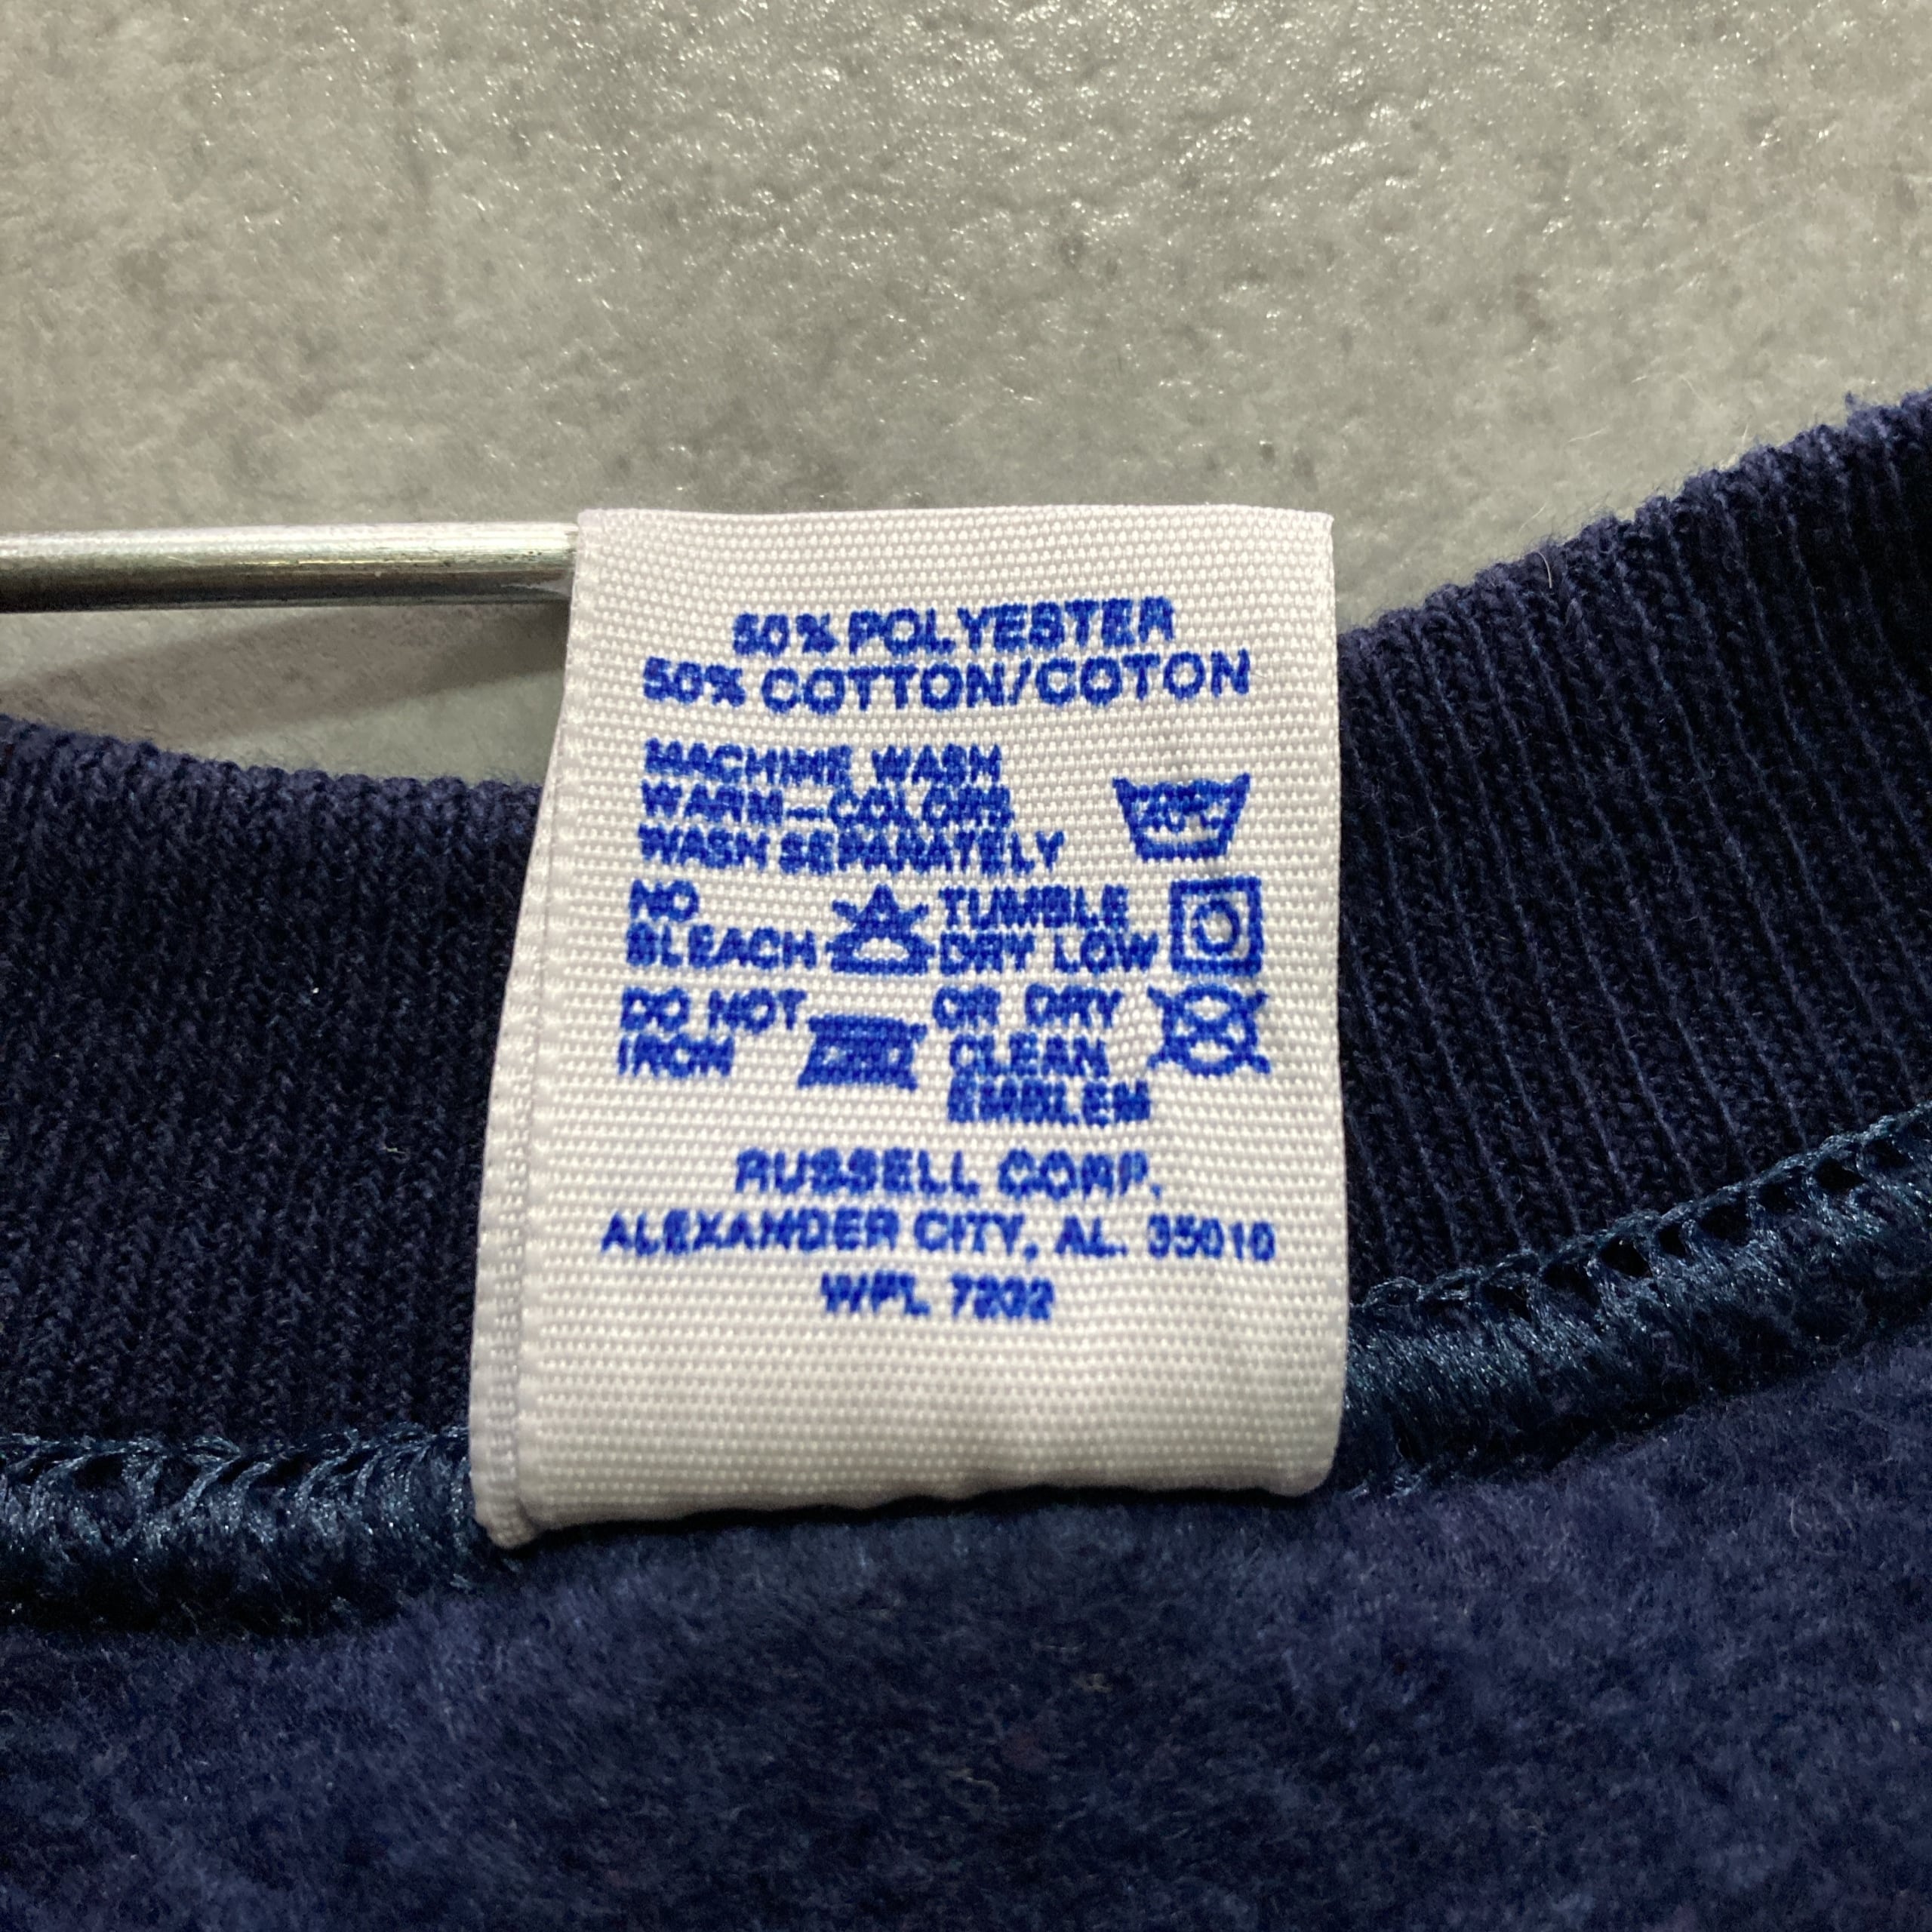 50% POLYESTER
50% COTTON/COTON
MACHINE WASH
WARM—COLORS
WASH SEPARATELY
NO
BLEACH
TUMBLE
DRY LOW
DO NOT
IRON
OR DRY
CLEAN
EMBLEM
RUSSELL CORP.
ALEXANDER CITY, AL. 35010
WPL 7202